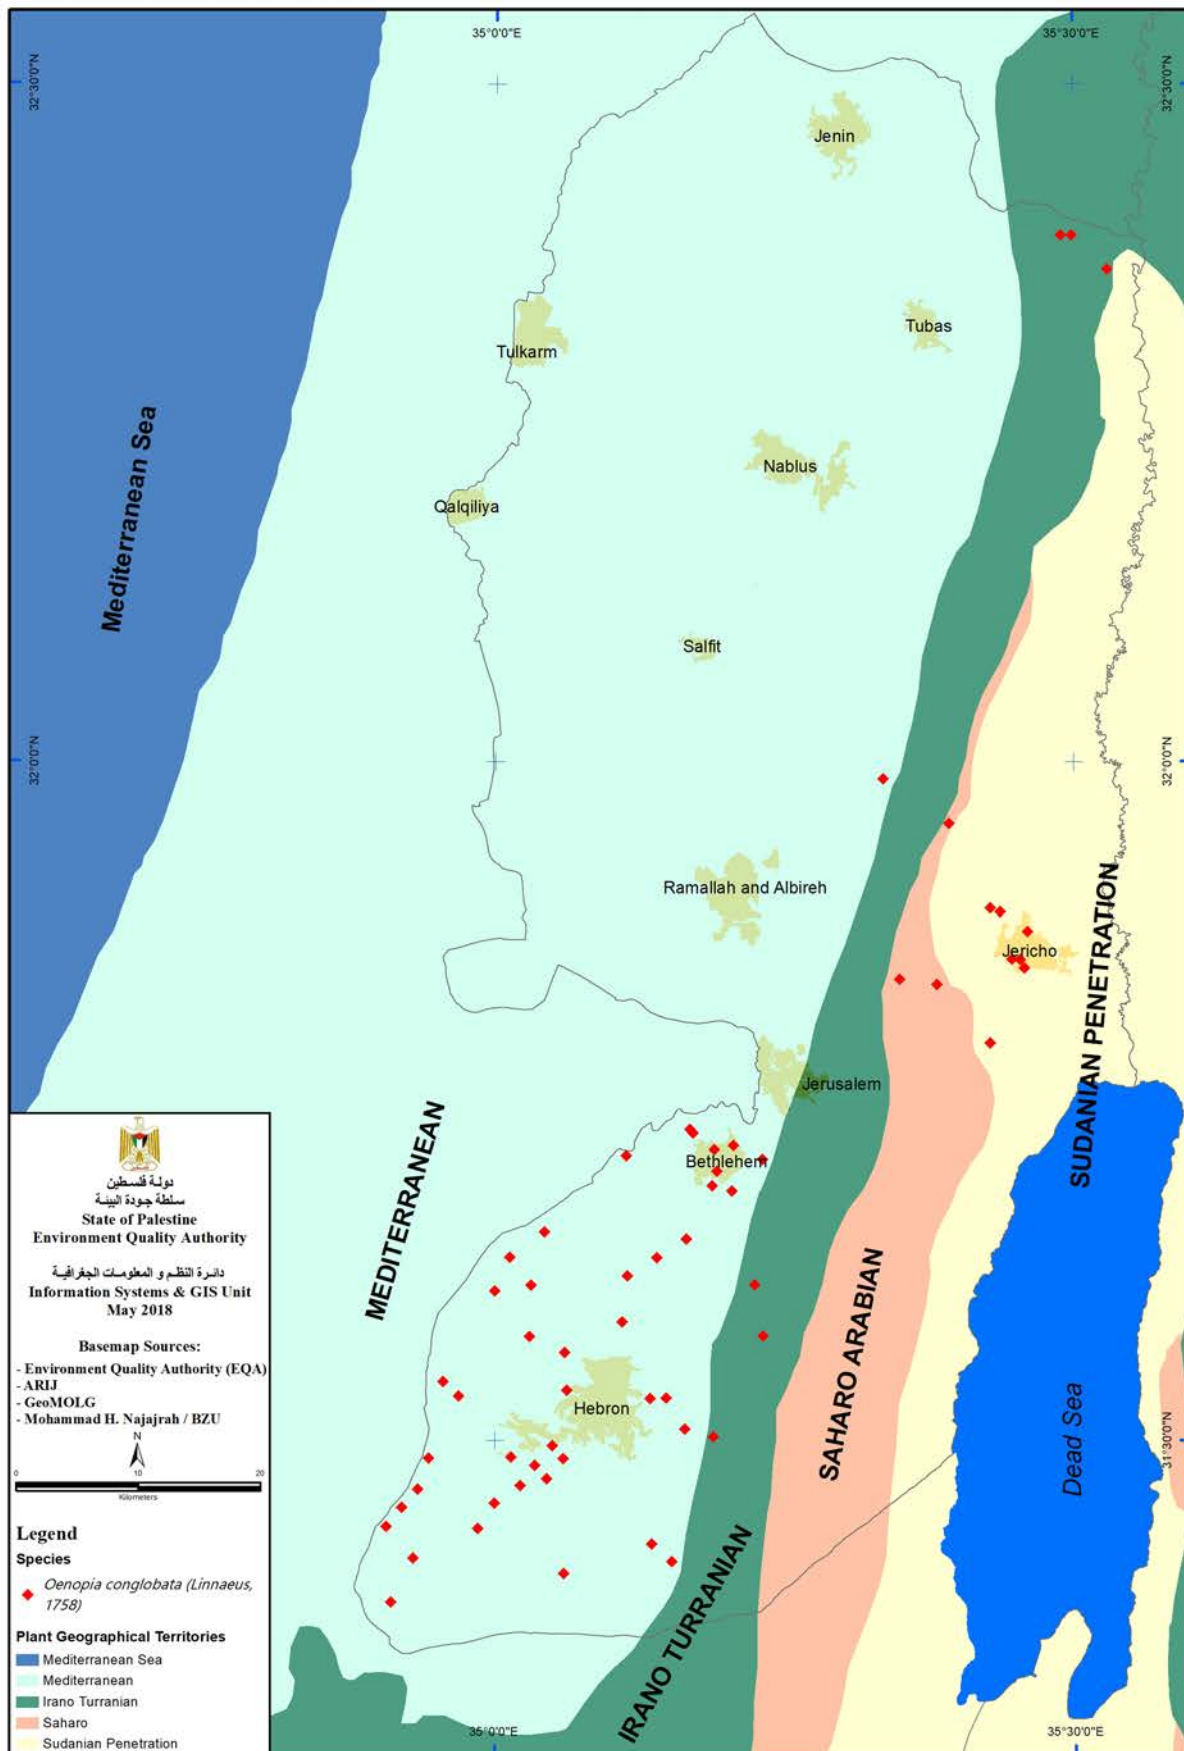 35°0'0"E
35°30'0"E
32°30'0"N
32°30'0"N
Jenin
Tubas
Tulkarm
Nablus
Qalqiliya
Mediterranean Sea
Salfit
32°0'0"N
32°0'0"N
Ramallah and Albireh
Jericho
SUDANIAN PENETRATION
Jerusalem
Bethlehem
MEDITERRANEAN
SAHARO ARABIAN
Hebron
Dead Sea
31°30'0"N
IRANO TURRANIAN
35°0'0"E
35°30'0"E
دولة فلسطين
سلطة جودة البيئة
State of Palestine
Environment Quality Authority
دائرة النظم و المعلومات الجغرافية
Information Systems & GIS Unit
May 2018
Basemap Sources:
- Environment Quality Authority (EQA)
- ARIJ
- GeoMOLG
- Mohammad H. Najajrah / BZU
N
0 10 20
Kilometers
Legend
Species
Oenopia conglobata (Linnaeus,
1758)
Plant Geographical Territories
Mediterranean Sea
Mediterranean
Irano Turranian
Saharo
Sudanian Penetration